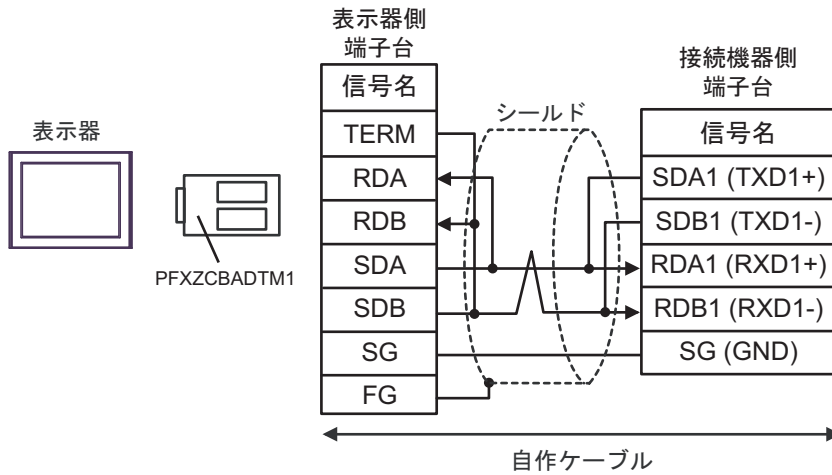 表示器
PFXZCBADTM1
表示器側
端子台
信号名
TERM
RDA
RDB
SDA
SDB
SG
FG
シールド
接続機器側
端子台
信号名
SDA1 (TXD1+)
SDB1 (TXD1-)
RDA1 (RXD1+)
RDB1 (RXD1-)
SG (GND)
自作ケーブル